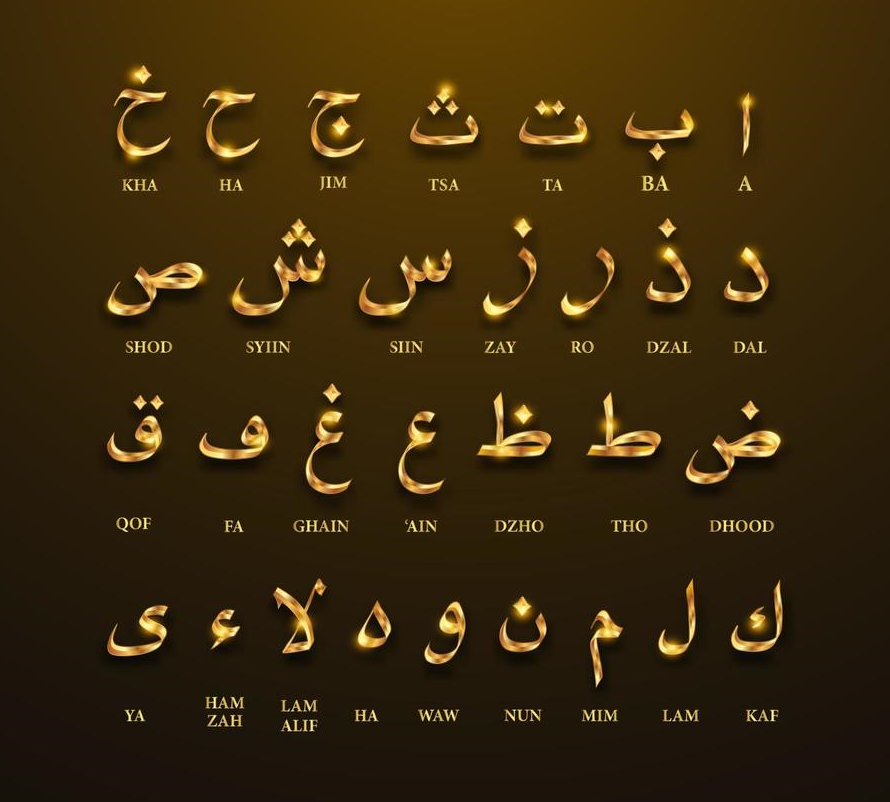 ا ب ت ث ج ح خ
A BA TA TSA JIM HA KHA
د ذ ر ز س ش ص
DAL DZAL RO ZAY SIIN SYIIN SHOD
ض ط ظ ع غ ف ق
DHOOD THO DZHO ‘AIN GHAIN FA QOF
ك ل م ن و ه لا ء ى
KAF LAM MIM NUN WAW HA LAM ALIF HAM ZAH YA